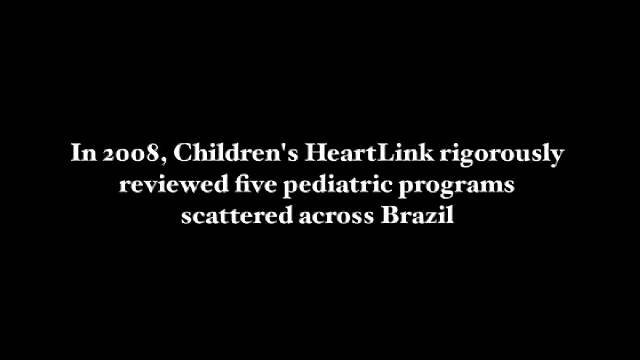 In 2008, Children's HeartLink rigorously
reviewed five pediatric programs
scattered across Brazil